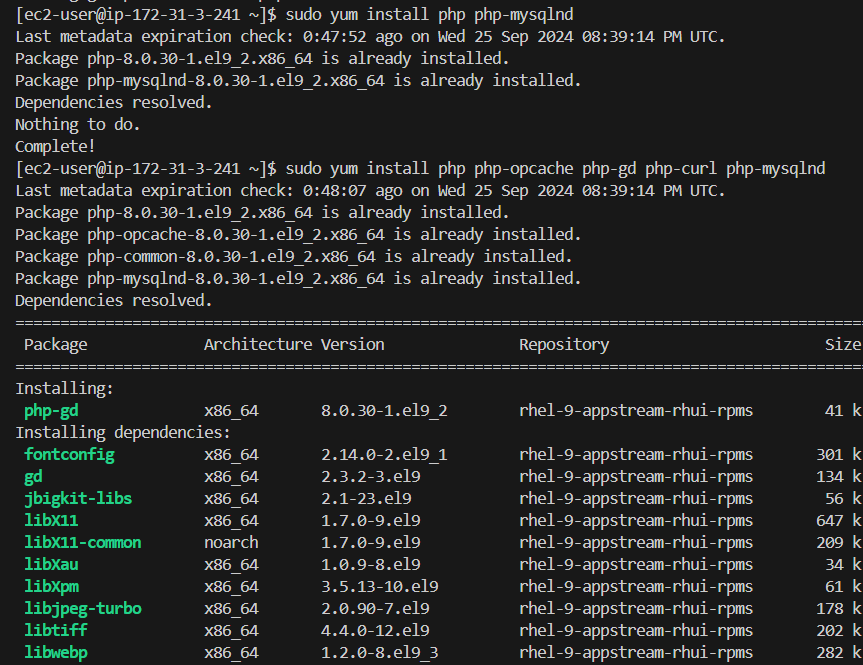 [ec2-user@ip-172-31-3-241 ~]$ sudo yum install php php-mysqlnd
Last metadata expiration check: 0:47:52 ago on Wed 25 Sep 2024 08:39:14 PM UTC.
Package php-8.0.30-1.el9_2.x86_64 is already installed.
Package php-mysqlnd-8.0.30-1.el9_2.x86_64 is already installed.
Dependencies resolved.
Nothing to do.
Complete!
[ec2-user@ip-172-31-3-241 ~]$ sudo yum install php php-opcache php-gd php-curl php-mysqlnd
Last metadata expiration check: 0:48:07 ago on Wed 25 Sep 2024 08:39:14 PM UTC.
Package php-8.0.30-1.el9_2.x86_64 is already installed.
Package php-opcache-8.0.30-1.el9_2.x86_64 is already installed.
Package php-common-8.0.30-1.el9_2.x86_64 is already installed.
Package php-mysqlnd-8.0.30-1.el9_2.x86_64 is already installed.
Dependencies resolved.
================================================================================
Package Architecture Version Repository Size
================================================================================
Installing:
php-gd x86_64 8.0.30-1.el9_2 rhel-9-appstream-rhui-rpms 41 k
Installing dependencies:
fontconfig x86_64 2.14.0-2.el9_1 rhel-9-appstream-rhui-rpms 301 k
gd x86_64 2.3.2-3.el9 rhel-9-appstream-rhui-rpms 134 k
jbigkit-libs x86_64 2.1-23.el9 rhel-9-appstream-rhui-rpms 56 k
libX11 x86_64 1.7.0-9.el9 rhel-9-appstream-rhui-rpms 647 k
libX11-common noarch 1.7.0-9.el9 rhel-9-appstream-rhui-rpms 209 k
libXau x86_64 1.0.9-8.el9 rhel-9-appstream-rhui-rpms 34 k
libXpm x86_64 3.5.13-10.el9 rhel-9-appstream-rhui-rpms 61 k
libjpeg-turbo x86_64 2.0.90-7.el9 rhel-9-appstream-rhui-rpms 178 k
libtiff x86_64 4.4.0-12.el9 rhel-9-appstream-rhui-rpms 202 k
libwebp x86_64 1.2.0-8.el9_3 rhel-9-appstream-rhui-rpms 282 k